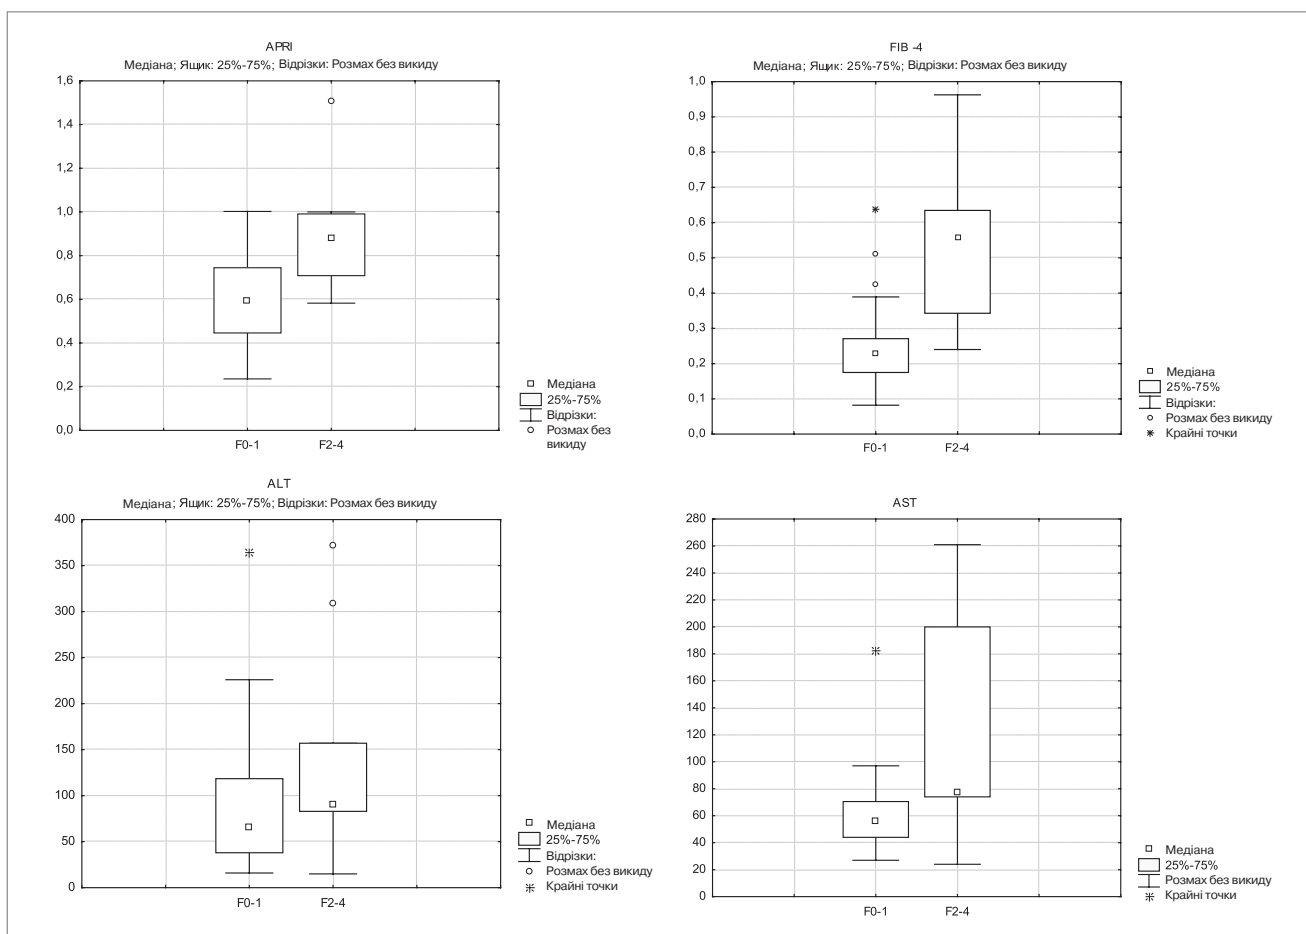 APRI
Медіана; Ящик: 25%-75%; Відрізки: Розмах без викиду
1,6
1,4
1,2
1,0
0,8
0,6
0,4
0,2
0,0
F0-1 F2-4
Медіана
25%-75%
Відрізки:
Розмах без
викиду
FIB -4
Медіана; Ящик: 25%-75%; Відрізки: Розмах без викиду
1,0
0,9
0,8
0,7
0,6
0,5
0,4
0,3
0,2
0,1
0,0
F0-1 F2-4
Медіана
25%-75%
Відрізки:
Розмах без викиду
Крайні точки
ALT
Медіана; Ящик: 25%-75%; Відрізки: Розмах без викиду
400
350
300
250
200
150
100
50
0
F0-1 F2-4
Медіана
25%-75%
Відрізки:
Розмах без викиду
Крайні точки
AST
280
260
240
220
200
180
160
140
120
100
80
60
40
20
0
F0-1 F2-4
Медіана
25%-75%
Розмах без викиду
Крайні точки